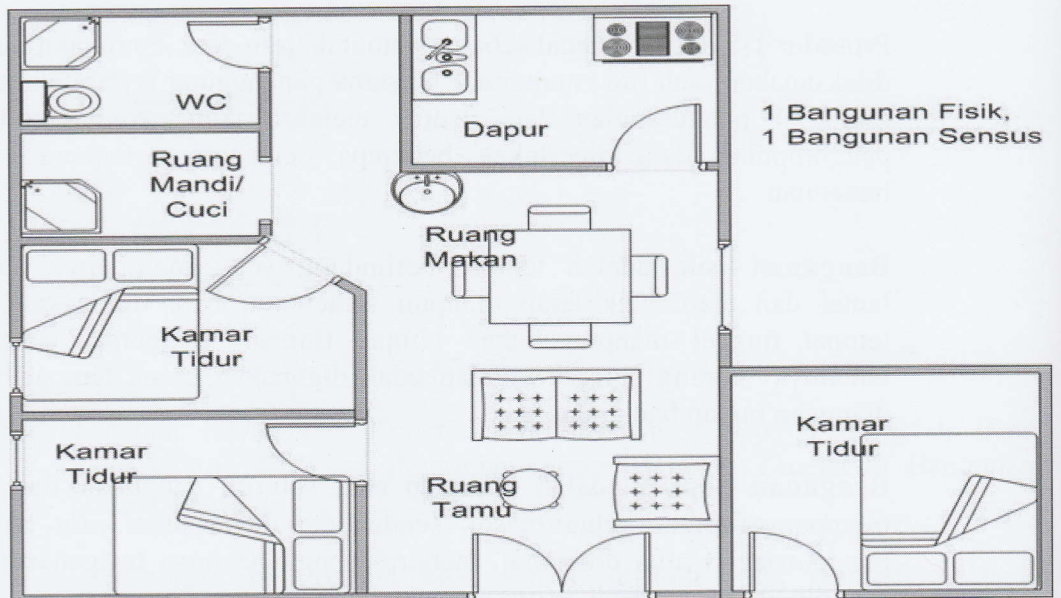 WC
Dapur
1 Bangunan Fisik,
1 Bangunan Sensus
Ruang
Mandi/
Cuci
Ruang
Makan
Kamar
Tidur
Kamar
Tidur
Kamar
Tidur
Ruang
Tamu